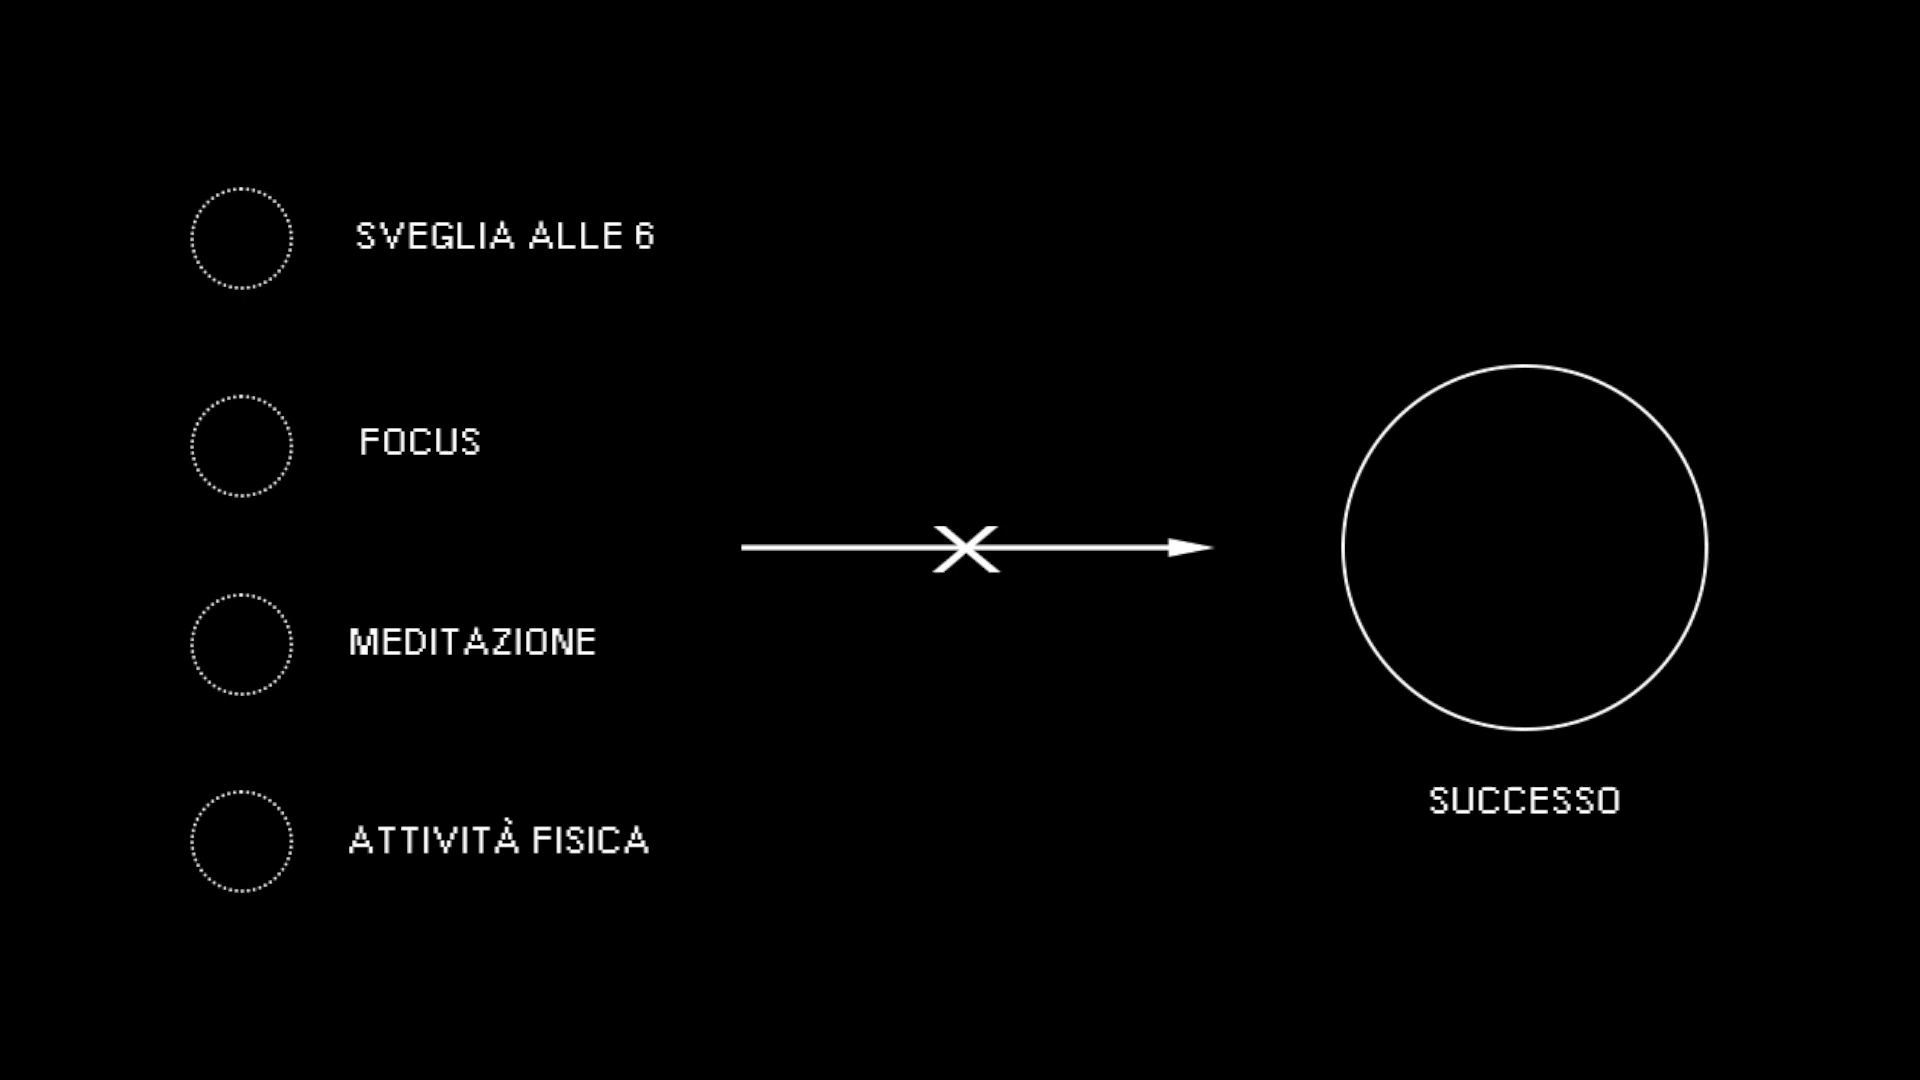 SVEGLIA ALLE 6
FOCUS
MEDITAZIONE
ATTIVITÀ FISICA
SUCCESSO